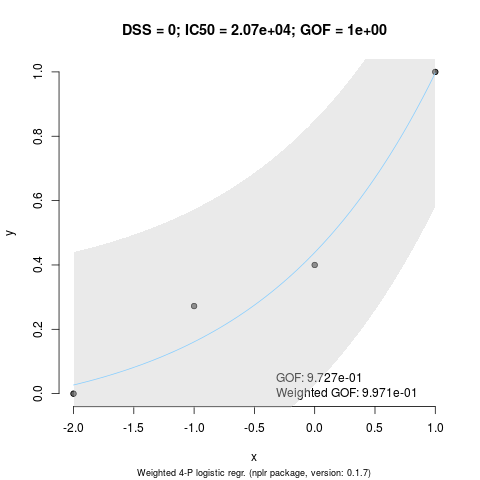 DSS = 0; IC50 = 2.07e+04; GOF = 1e+00
1.0
0.8
0.6
y
0.4
0.2
0.0
GOF: 9.727e-01
Weighted GOF: 9.971e-01
-2.0 -1.5 -1.0 -0.5 0.0 0.5 1.0
x
Weighted 4-P logistic regr. (nplr package, version: 0.1.7)